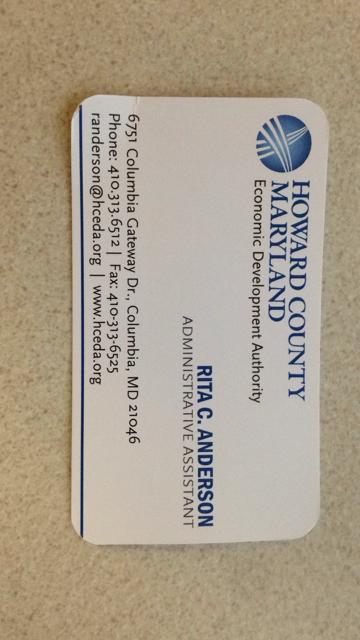 HOWARD COUNTY
MARYLAND
Economic Development Authority
RITA C. ANDERSON
ADMINISTRATIVE ASSISTANT
6751 Columbia Gateway Dr., Columbia, MD 21046
Phone: 410.313.6512 | Fax: 410-313-6525
randerson@hceda.org | www.hceda.org